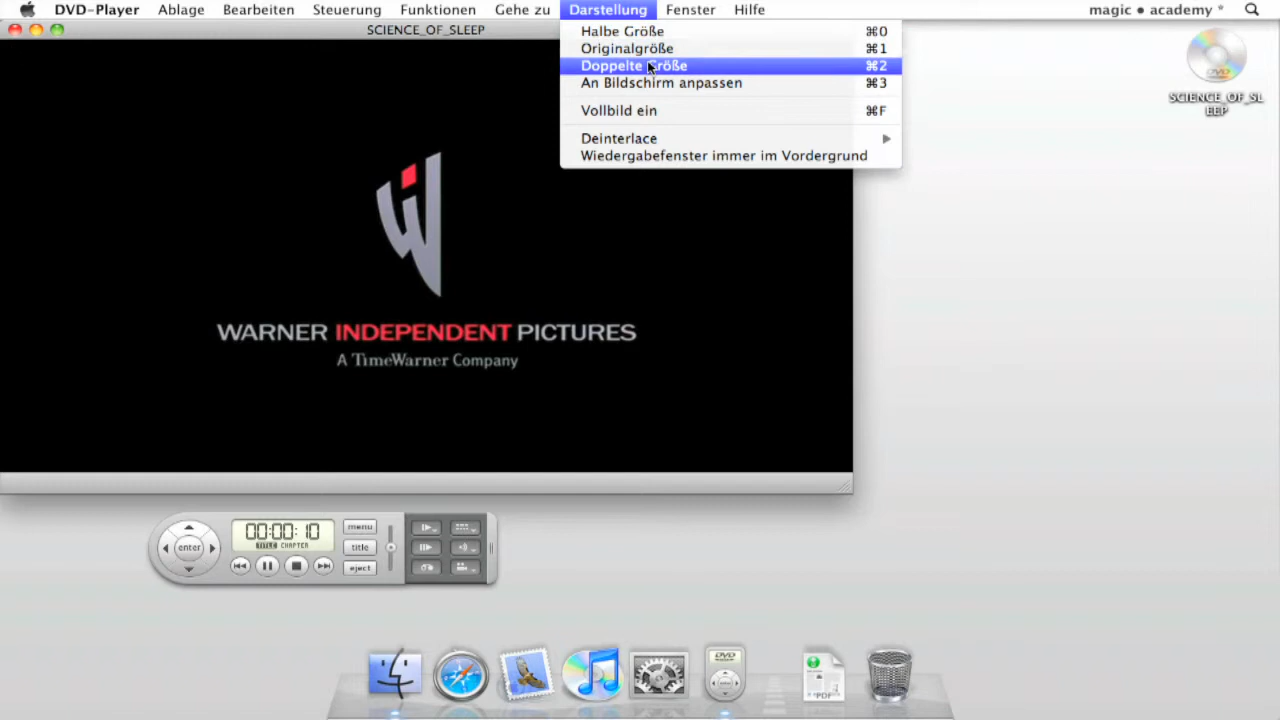 DVD-Player Ablage Bearbeiten Steuerung Funktionen Gehe zu Darstellung Fenster Hilfe magic • academy *
SCIENCE_OF_SLEEP
Halbe Größe ⌘0
Originalgröße ⌘1
Doppelte Größe ⌘2
An Bildschirm anpassen ⌘3
Vollbild ein ⌘F
Deinterlace
Wiedergabefenster immer im Vordergrund
DVD
SCIENCE_OF_SL
EEP
WARNER INDEPENDENT PICTURES
A TimeWarner Company
enter
00:00:10
TITLE CHAPTER
menu
title
eject
DVD
PDF